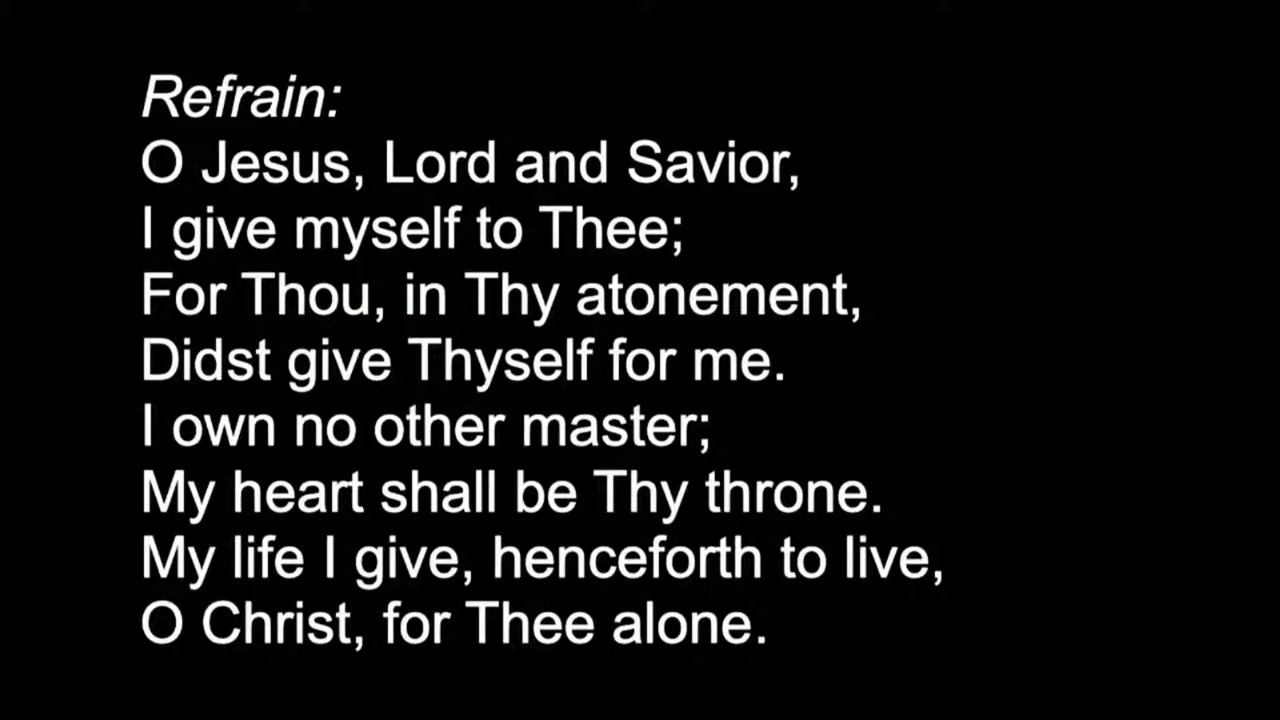 Refrain:
O Jesus, Lord and Savior,
I give myself to Thee;
For Thou, in Thy atonement,
Didst give Thyself for me.
I own no other master;
My heart shall be Thy throne.
My life I give, henceforth to live,
O Christ, for Thee alone.